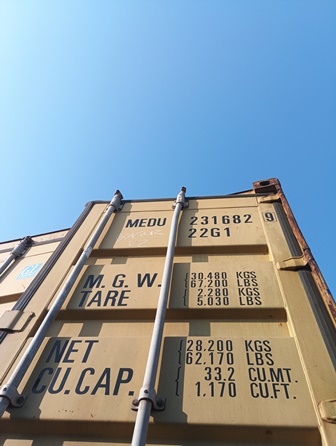 MEDU 231682 9
22G1
M.G.W. 30.480 KGS
67.200 LBS
TARE 2.280 KGS
5.030 LBS
NET 28.200 KGS
62.170 LBS
CU.CAP. 33.2 CU.MT.
1.170 CU.FT.